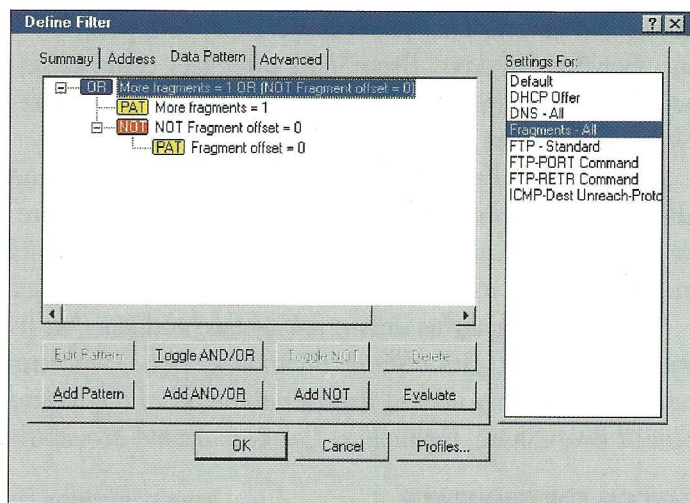 Define Filter
Summary Address Data Pattern Advanced
OR More fragments = 1 OR (NOT Fragment offset = 0)
PAT More fragments = 1
NOT NOT Fragment offset = 0
PAT Fragment offset = 0
Edit Pattern Toggle AND/OR Toggle NOT Delete
Add Pattern Add AND/OR Add NOT Evaluate
Settings For:
Default
DHCP Offer
DNS - All
Fragments - All
FTP - Standard
FTP-PORT Command
FTP-RETR Command
ICMP-Dest Unreach-Proto
OK Cancel Profiles...